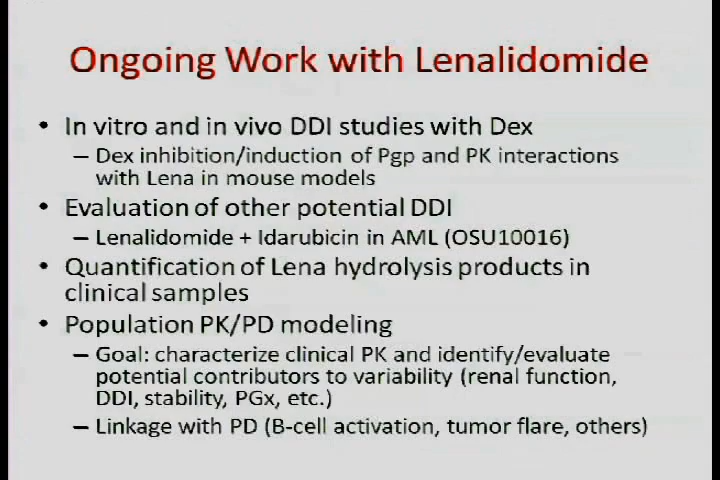 Ongoing Work with Lenalidomide
• In vitro and in vivo DDI studies with Dex
– Dex inhibition/induction of Pgp and PK interactions
with Lena in mouse models
• Evaluation of other potential DDI
– Lenalidomide + Idarubicin in AML (OSU10016)
• Quantification of Lena hydrolysis products in
clinical samples
• Population PK/PD modeling
– Goal: characterize clinical PK and identify/evaluate
potential contributors to variability (renal function,
DDI, stability, PGx, etc.)
– Linkage with PD (B-cell activation, tumor flare, others)